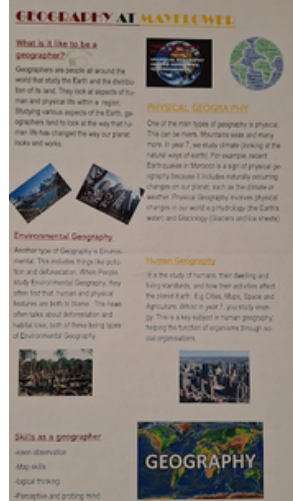 GEOGRAPHY AT MAYFLOWER
What is it like to be a
geographer?
Geographers are people all around the
world that study the Earth and the distribu-
tion of its land. They look at aspects of hu-
man and physical life within a region.
Studying various aspects of the Earth, ge-
ographers tend to look at the way that hu-
man life has changed the way our planet
looks and works.
Environmental Geography
Another type of Geography is Environ-
mental. This includes things like pollu-
tion and deforestation. When People
study Environmental Geography, they
often find that human and physical
features are both to blame. The news
often talks about deforestation and
habitat loss, both of these being types
of Environmental Geography.
Skills as a geographer
-keen observation
-Map skills
-logical thinking
-Perceptive and probing mind
PHYSICAL GEOGRAPHY
One of the main types of geography is physical.
This can be rivers, Mountains seas and many
more. In year 7, we study climate (looking at the
natural ways of earth). For example, recent
Earthquakes in Morocco is a sign of physical ge-
ography because it includes naturally occurring
changes on our planet, such as the climate or
weather. Physical Geography involves physical
changes in our world e.g Hydrology (the Earth's
water) and Glaciology (Glaciers and Ice sheets)
Human Geography
It is the study of humans, their dwelling and
living standards, and how their activities affect
the planet Earth. E.g Cities, Maps, Space and
Agriculture. Whilst in year 7, you study ener-
gy. This is a key subject in Human geography,
helping the function of organisms through so-
cial organisations.
GEOGRAPHY